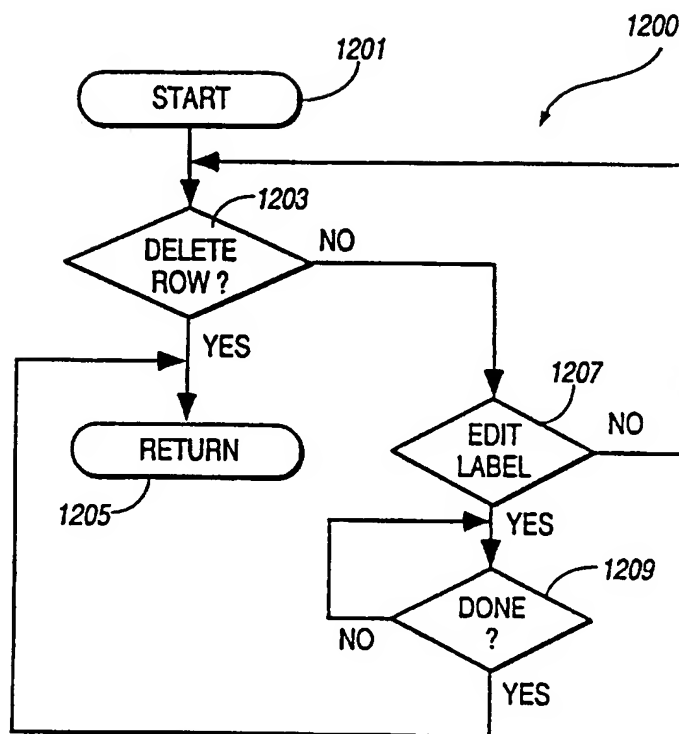 1200
1201
START
1203
DELETE
ROW ?
NO
YES
1207
EDIT
LABEL
NO
RETURN
1205
YES
1209
DONE
?
NO
YES